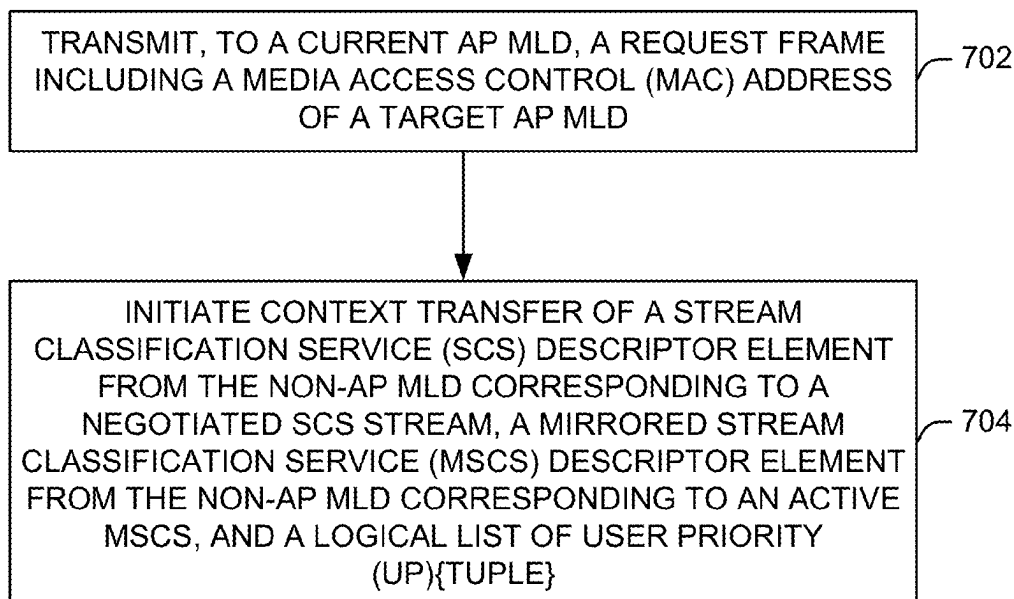 TRANSMIT, TO A CURRENT AP MLD, A REQUEST FRAME
INCLUDING A MEDIA ACCESS CONTROL (MAC) ADDRESS
OF A TARGET AP MLD
702
INITIATE CONTEXT TRANSFER OF A STREAM
CLASSIFICATION SERVICE (SCS) DESCRIPTOR ELEMENT
FROM THE NON-AP MLD CORRESPONDING TO A
NEGOTIATED SCS STREAM, A MIRRORED STREAM
CLASSIFICATION SERVICE (MSCS) DESCRIPTOR ELEMENT
FROM THE NON-AP MLD CORRESPONDING TO AN ACTIVE
MSCS, AND A LOGICAL LIST OF USER PRIORITY
(UP){TUPLE}
704